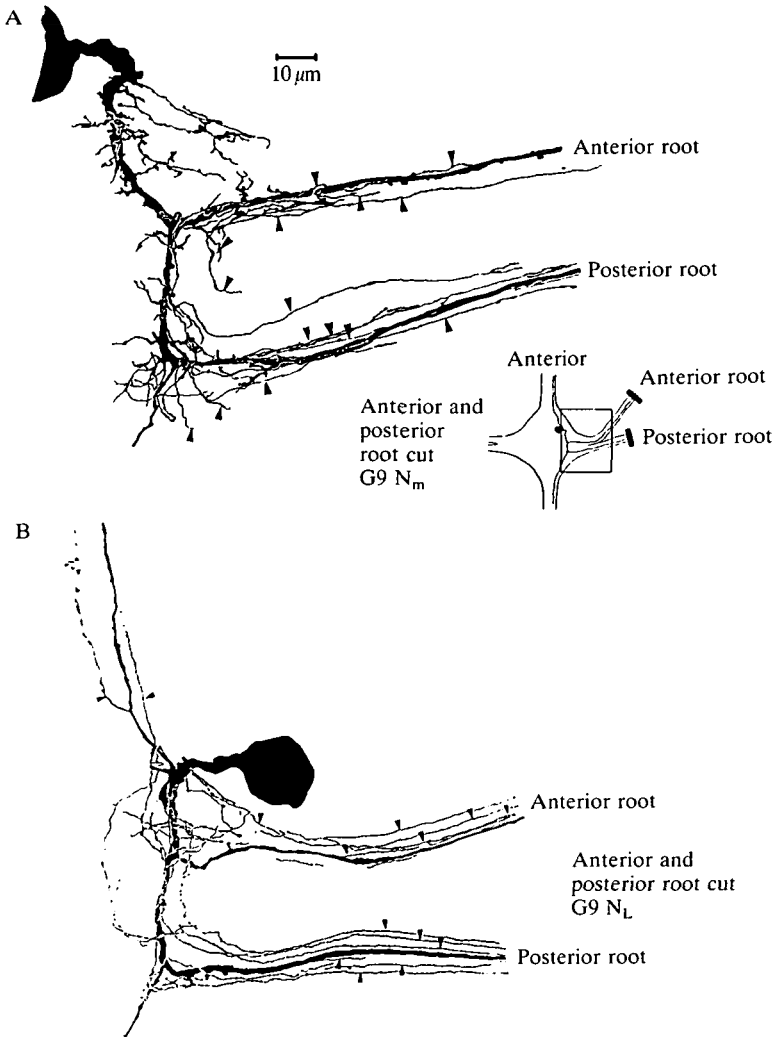 A
10 μm
Anterior root
Posterior root
Anterior
Anterior root
Posterior root
Anterior and
posterior
root cut
G9 Nm
B
Anterior root
Anterior and
posterior root cut
G9 NL
Posterior root